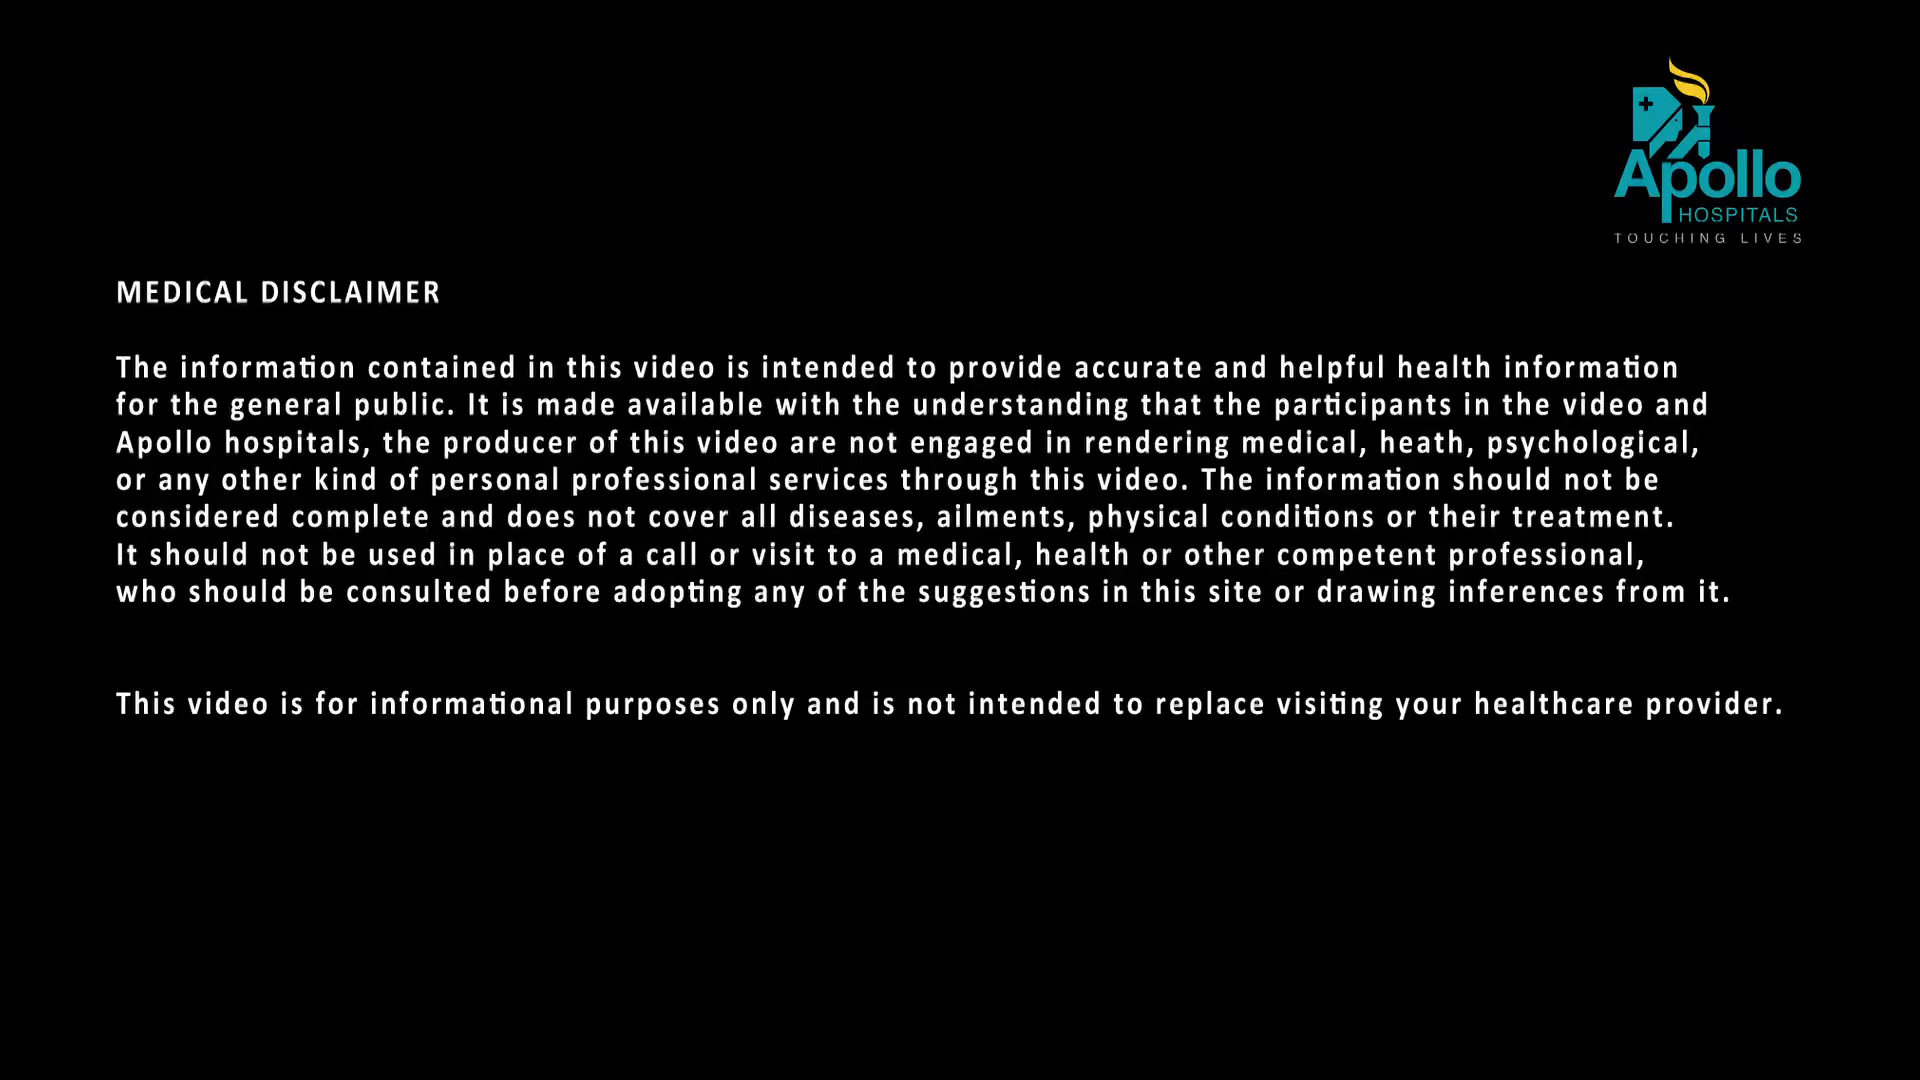 Apollo
HOSPITALS
TOUCHING LIVES
MEDICAL DISCLAIMER
The information contained in this video is intended to provide accurate and helpful health information
for the general public. It is made available with the understanding that the participants in the video and
Apollo hospitals, the producer of this video are not engaged in rendering medical, heath, psychological,
or any other kind of personal professional services through this video. The information should not be
considered complete and does not cover all diseases, ailments, physical conditions or their treatment.
It should not be used in place of a call or visit to a medical, health or other competent professional,
who should be consulted before adopting any of the suggestions in this site or drawing inferences from it.
This video is for informational purposes only and is not intended to replace visiting your healthcare provider.